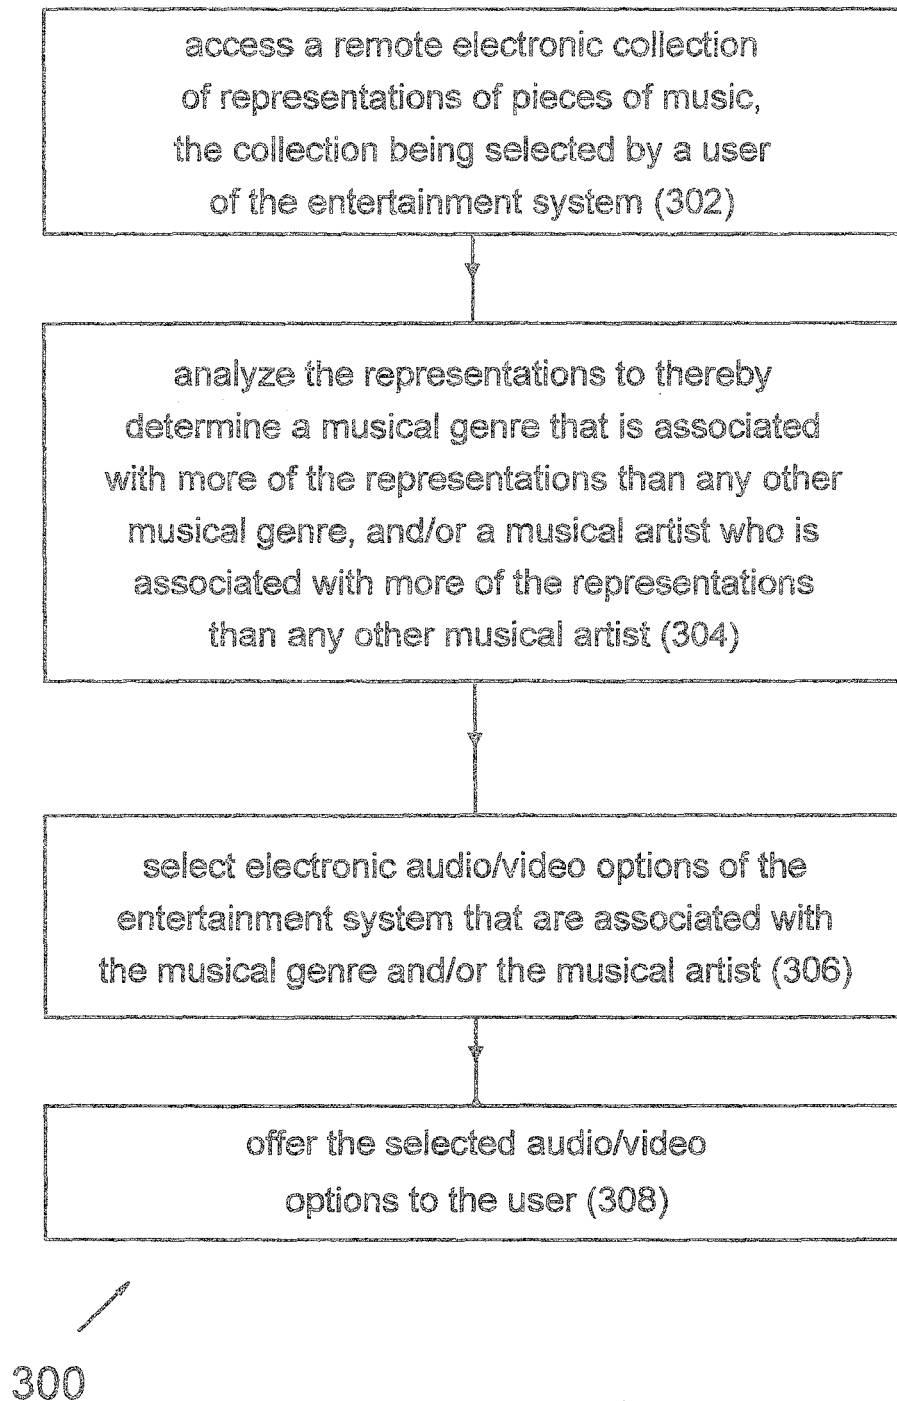 access a remote electronic collection
of representations of pieces of music,
the collection being selected by a user
of the entertainment system (302)
analyze the representations to thereby
determine a musical genre that is associated
with more of the representations than any other
musical genre, and/or a musical artist who is
associated with more of the representations
than any other musical artist (304)
select electronic audio/video options of the
entertainment system that are associated with
the musical genre and/or the musical artist (306)
offer the selected audio/video
options to the user (308)
300